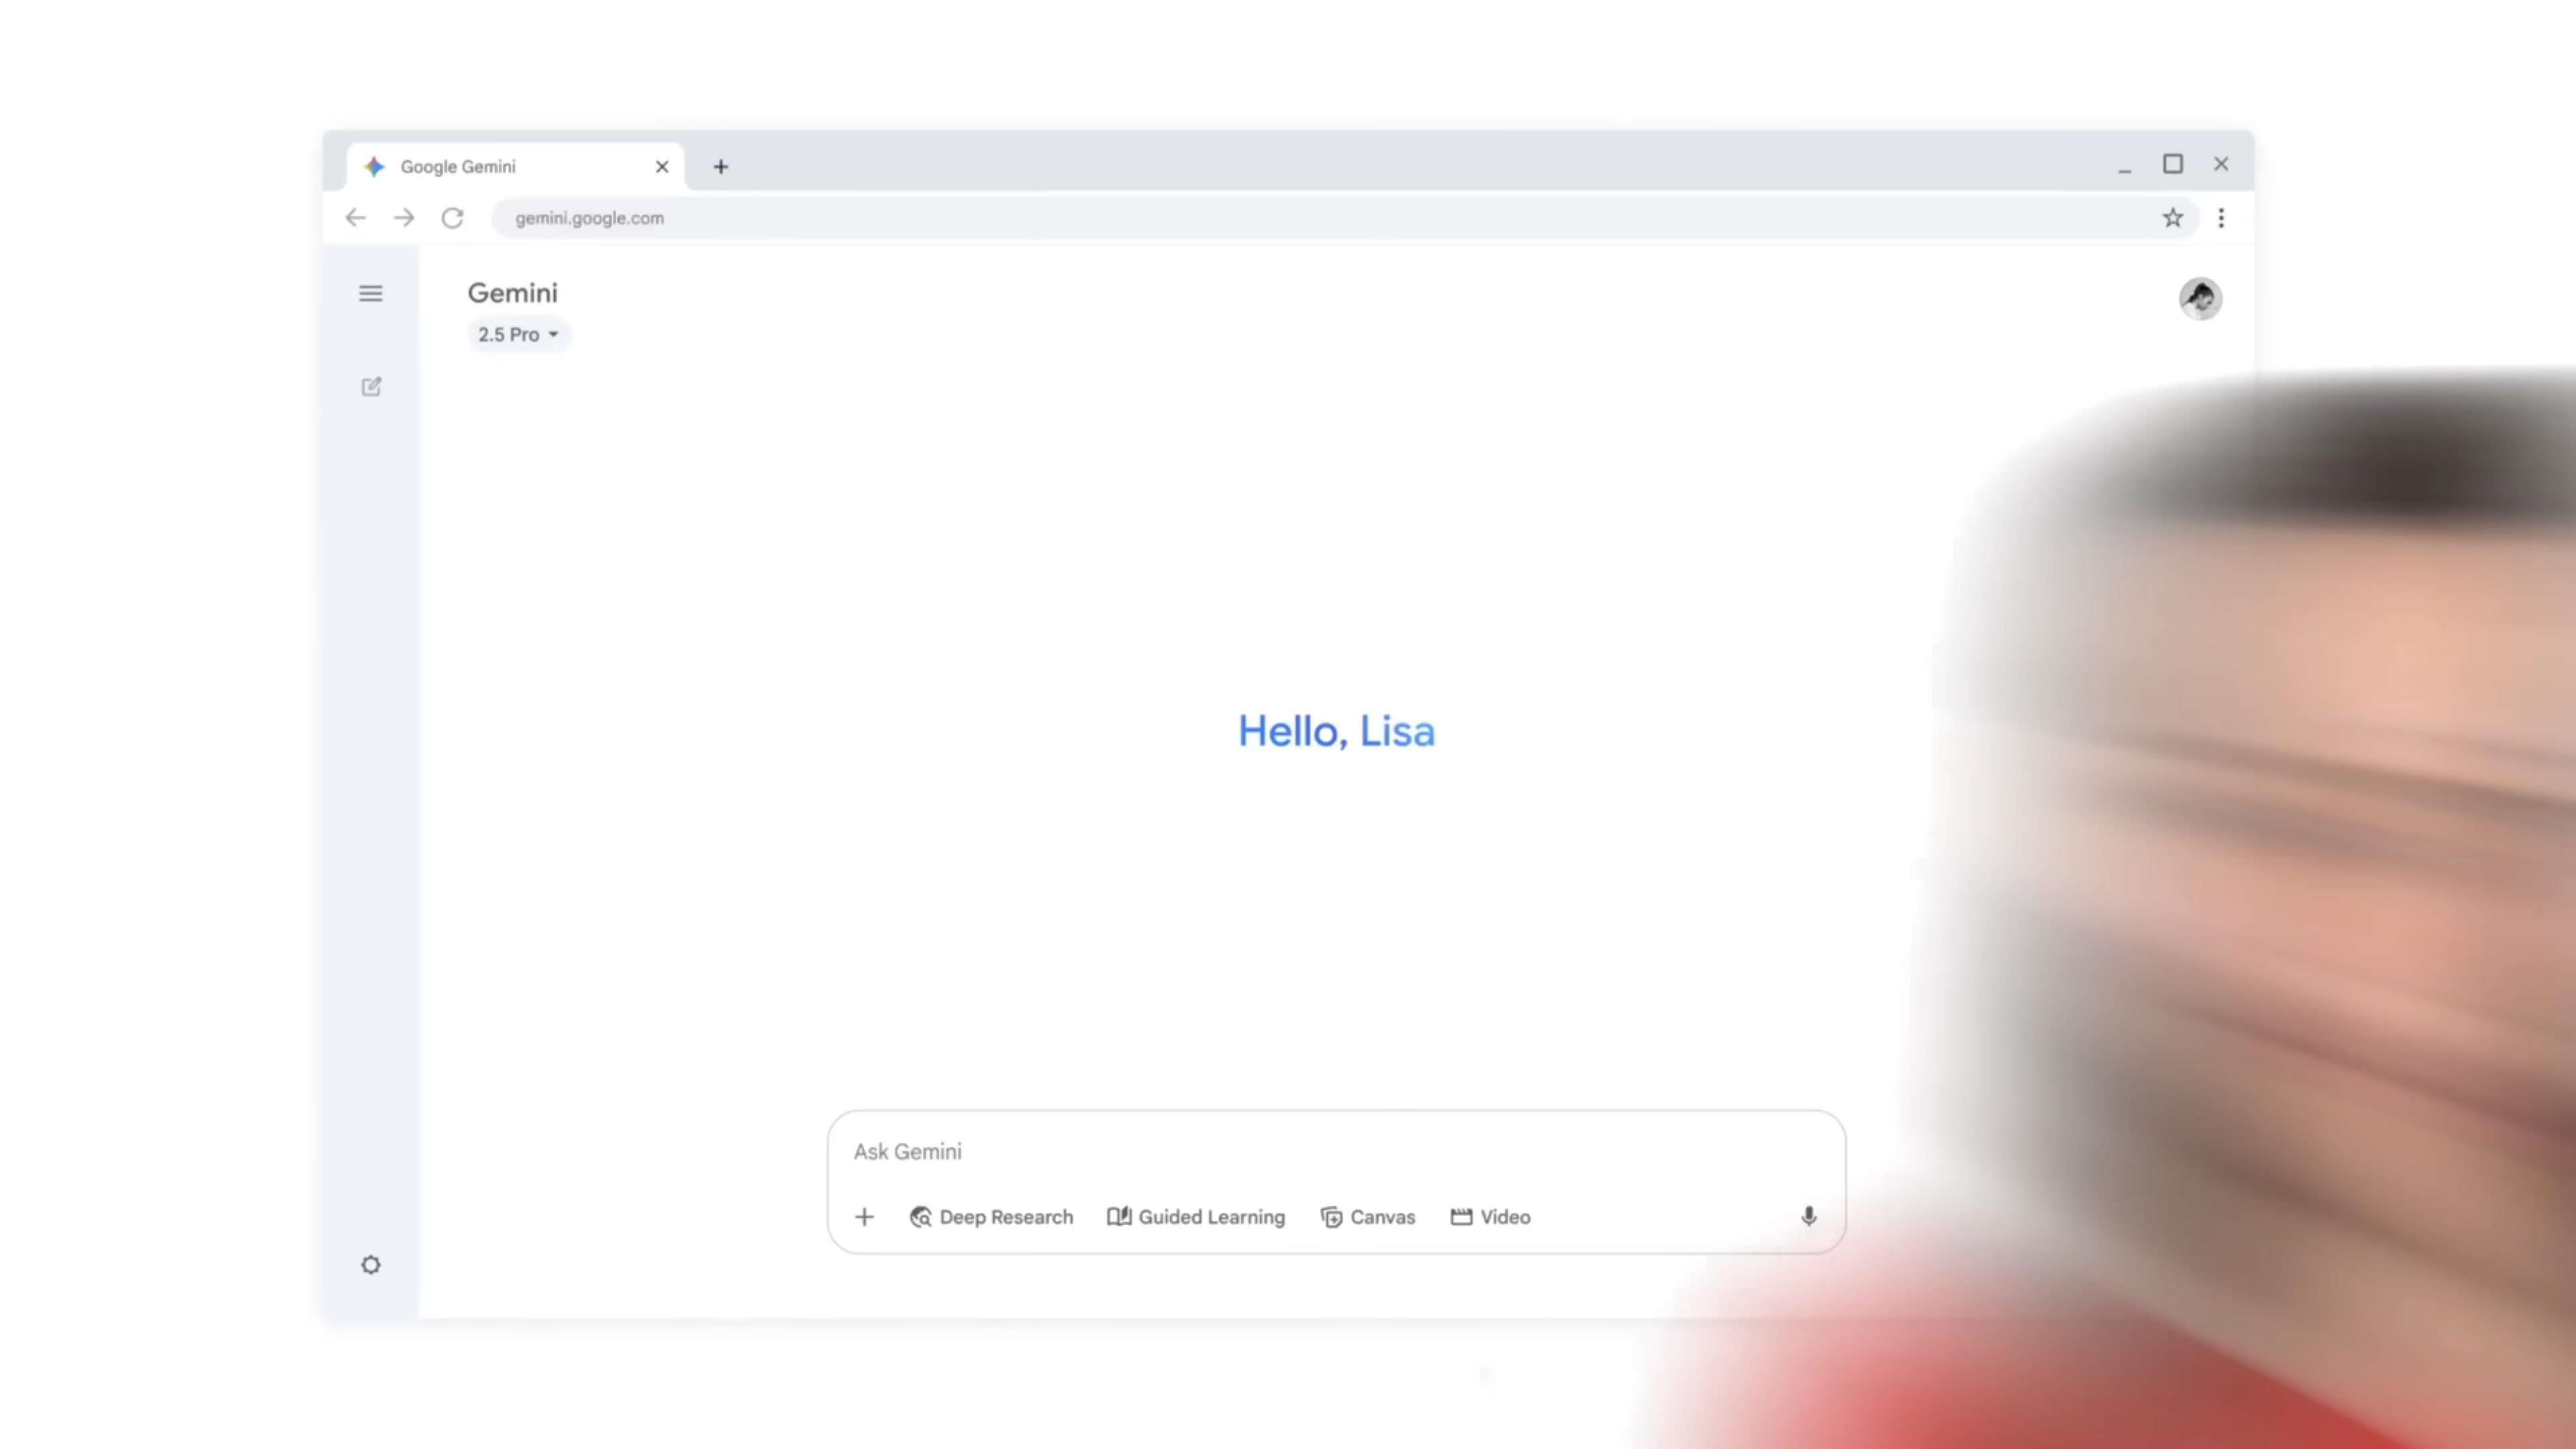 Google Gemini
gemini.google.com
Gemini
2.5 Pro
Hello, Lisa
Ask Gemini
Deep Research Guided Learning Canvas Video